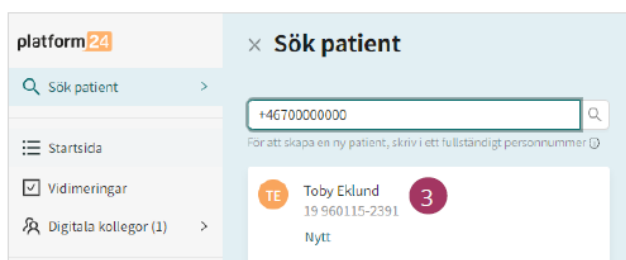 platform24
× Sök patient
Sök patient >
+46700000000
För att skapa en ny patient, skriv i ett fullständigt personnummer
Startsida
Vidimeringar
Digitala kollegor (1) >
TE Toby Eklund 3
19 960115-2391
Nytt